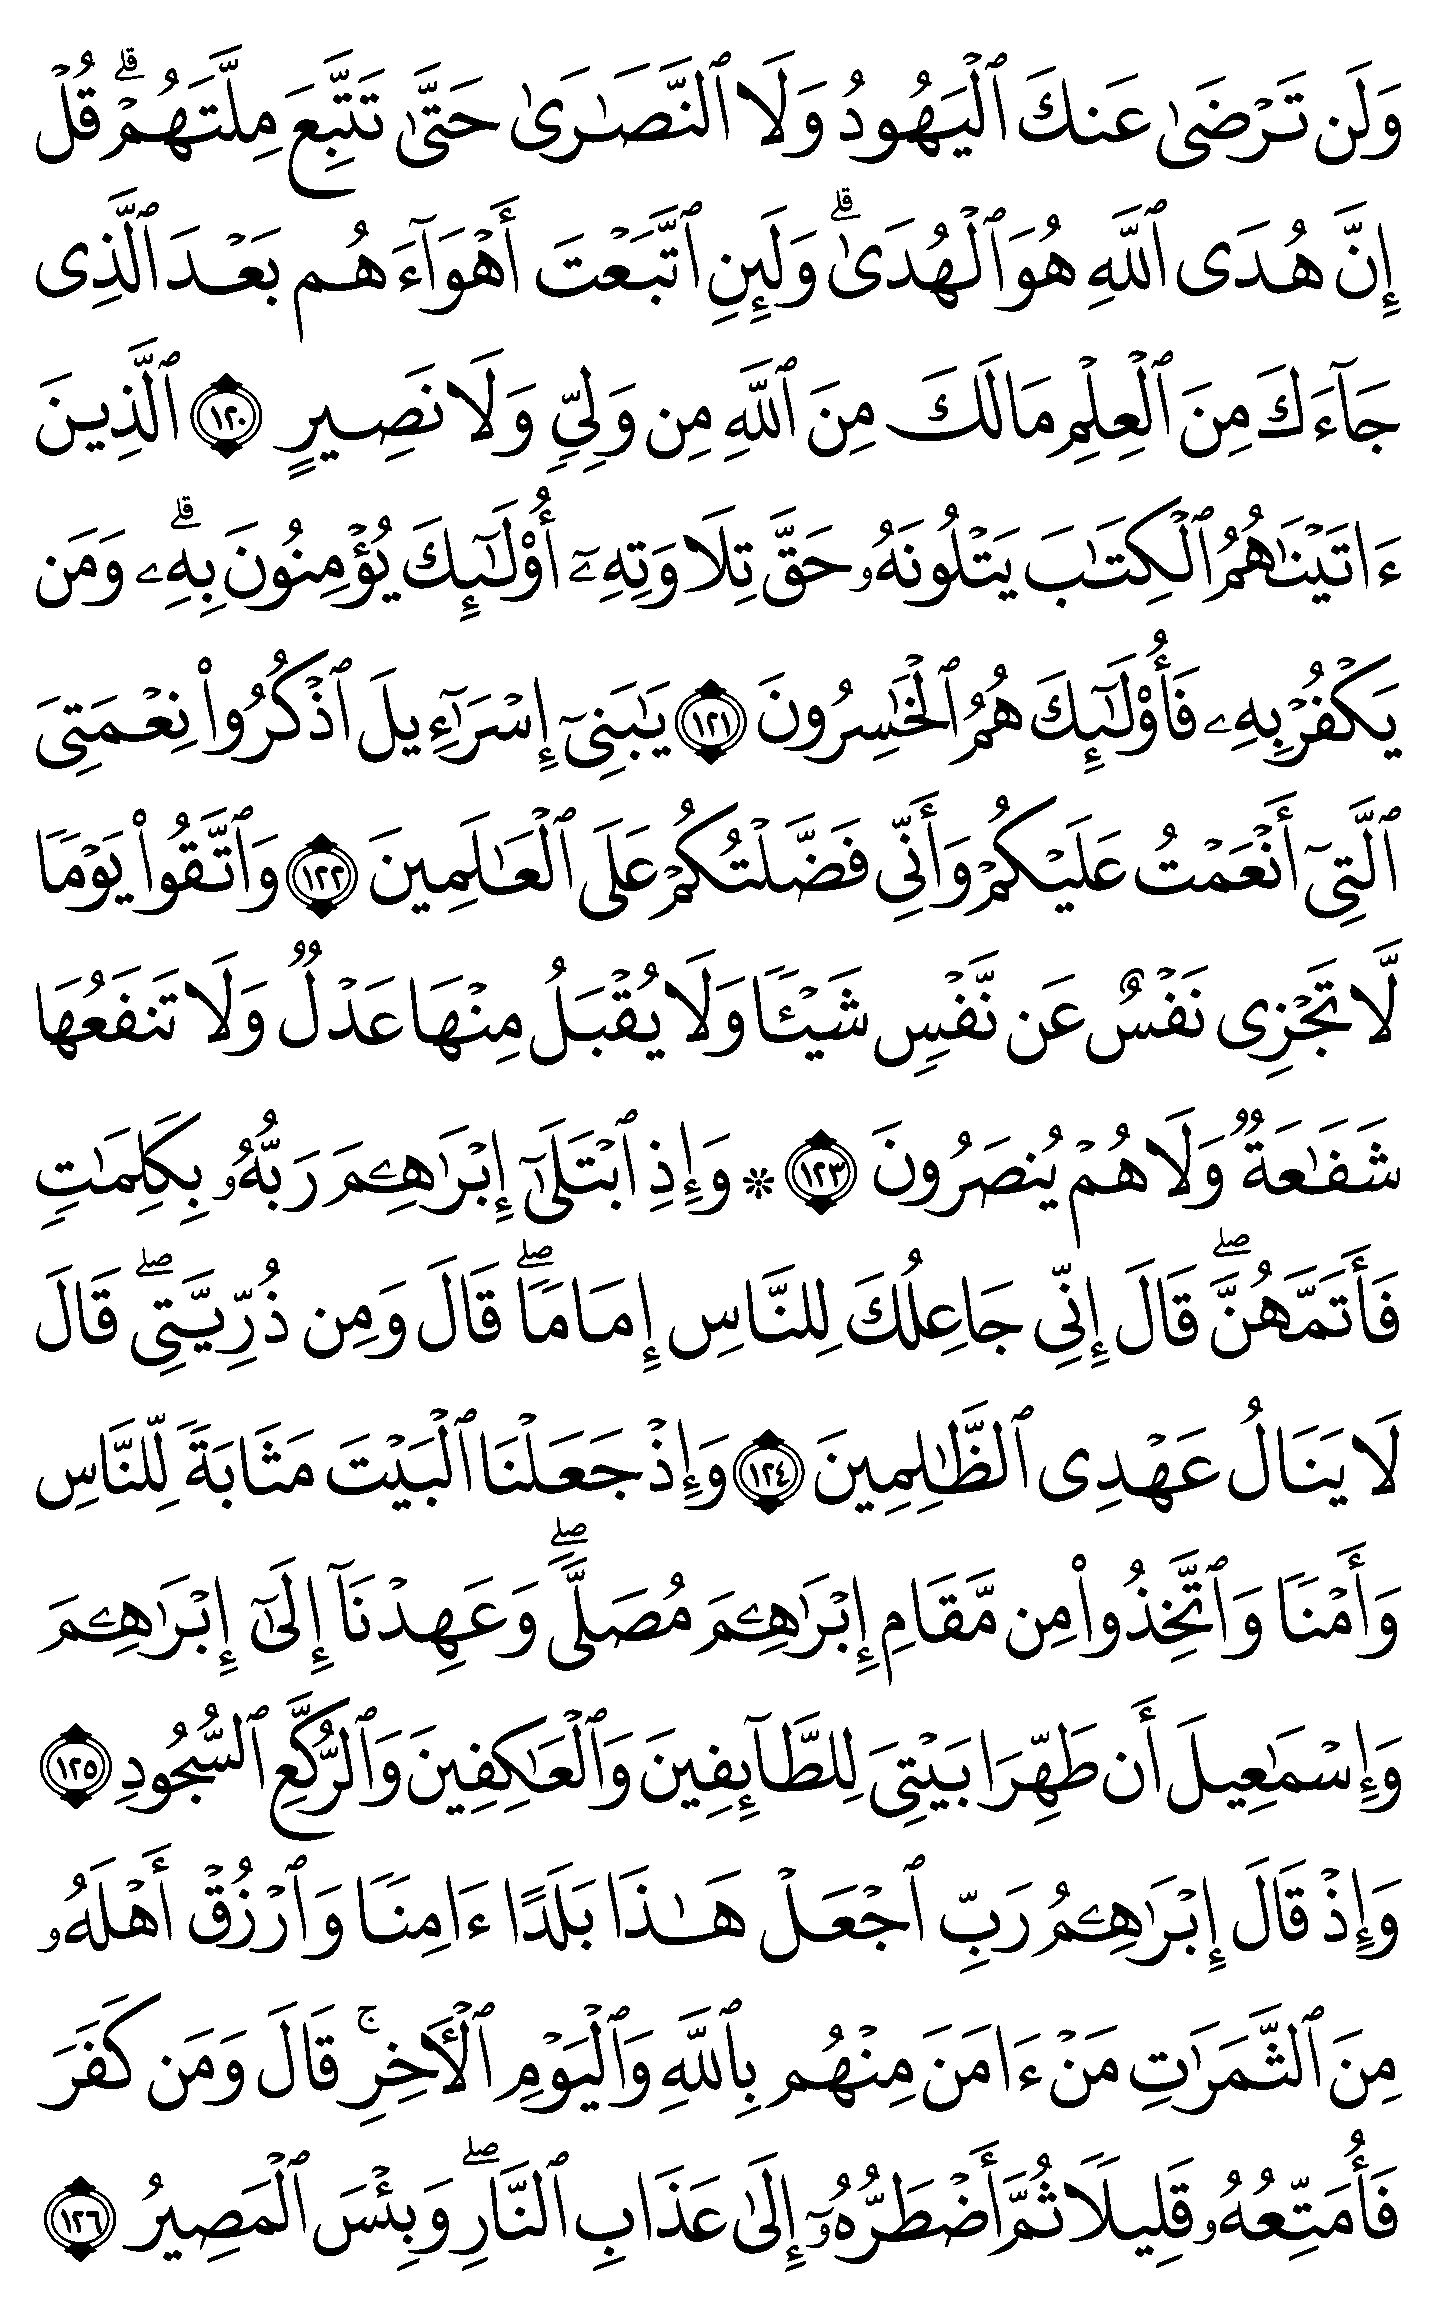 وَلَن تَرۡضَىٰ عَنكَ ٱلۡيَهُودُ وَلَا ٱلنَّصَـٰرَىٰ حَتَّىٰ تَتَّبِعَ مِلَّتَهُمۡۗ قُلۡ
إِنَّ هُدَى ٱللَّهِ هُوَ ٱلۡهُدَىٰۗ وَلَئِنِ ٱتَّبَعۡتَ أَهۡوَآءَهُم بَعۡدَ ٱلَّذِى
جَآءَكَ مِنَ ٱلۡعِلۡمِ مَا لَكَ مِنَ ٱللَّهِ مِن وَلِىࣲّ وَلَا نَصِيرٍ ١٢٠ ٱلَّذِينَ
ءَاتَيۡنَـٰهُمُ ٱلۡكِتَـٰبَ يَتۡلُونَهُۥ حَقَّ تِلَاوَتِهِۦٓ أُو۟لَـٰٓئِكَ يُؤۡمِنُونَ بِهِۦۗ وَمَن
يَكۡفُرۡ بِهِۦ فَأُو۟لَـٰٓئِكَ هُمُ ٱلۡخَـٰسِرُونَ ١٢١ يَـٰبَنِىٓ إِسۡرَـٰٓءِيلَ ٱذۡكُرُوا۟ نِعۡمَتِىَ
ٱلَّتِىٓ أَنۡعَمۡتُ عَلَيۡكُمۡ وَأَنِّى فَضَّلۡتُكُمۡ عَلَى ٱلۡعَـٰلَمِينَ ١٢٢ وَٱتَّقُوا۟ يَوۡمࣰا
لَّا تَجۡزِى نَفۡسٌ عَن نَّفۡسࣲ شَيۡـࣰٔا وَلَا يُقۡبَلُ مِنۡهَا عَدۡلࣱ وَلَا تَنفَعُهَا
شَفَـٰعَةࣱ وَلَا هُمۡ يُنصَرُونَ ١٢٣ ۞ وَإِذِ ٱبۡتَلَىٰٓ إِبۡرَٰهِـۧمَ رَبُّهُۥ بِكَلِمَـٰتࣲ
فَأَتَمَّهُنَّۖ قَالَ إِنِّى جَاعِلُكَ لِلنَّاسِ إِمَامࣰاۖ قَالَ وَمِن ذُرِّيَّتِىۖ قَالَ
لَا يَنَالُ عَهۡدِى ٱلظَّـٰلِمِينَ ١٢٤ وَإِذۡ جَعَلۡنَا ٱلۡبَيۡتَ مَثَابَةࣰ لِّلنَّاسِ
وَأَمۡنࣰا وَٱتَّخِذُوا۟ مِن مَّقَامِ إِبۡرَٰهِـۧمَ مُصَلࣰّىۖ وَعَهِدۡنَآ إِلَىٰٓ إِبۡرَٰهِـۧمَ
وَإِسۡمَـٰعِيلَ أَن طَهِّرَا بَيۡتِىَ لِلطَّآئِفِينَ وَٱلۡعَـٰكِفِينَ وَٱلرُّكَّعِ ٱلسُّجُودِ ١٢٥
وَإِذۡ قَالَ إِبۡرَٰهِـۧمُ رَبِّ ٱجۡعَلۡ هَـٰذَا بَلَدًا ءَامِنࣰا وَٱرۡزُقۡ أَهۡلَهُۥ
مِنَ ٱلثَّمَرَٰتِ مَنۡ ءَامَنَ مِنۡهُم بِٱللَّهِ وَٱلۡيَوۡمِ ٱلۡأٓخِرِۚ قَالَ وَمَن كَفَرَ
فَأُمَتِّعُهُۥ قَلِيلࣰا ثُمَّ أَضۡطَرُّهُۥٓ إِلَىٰ عَذَابِ ٱلنَّارِۖ وَبِئۡسَ ٱلۡمَصِيرُ ١٢٦